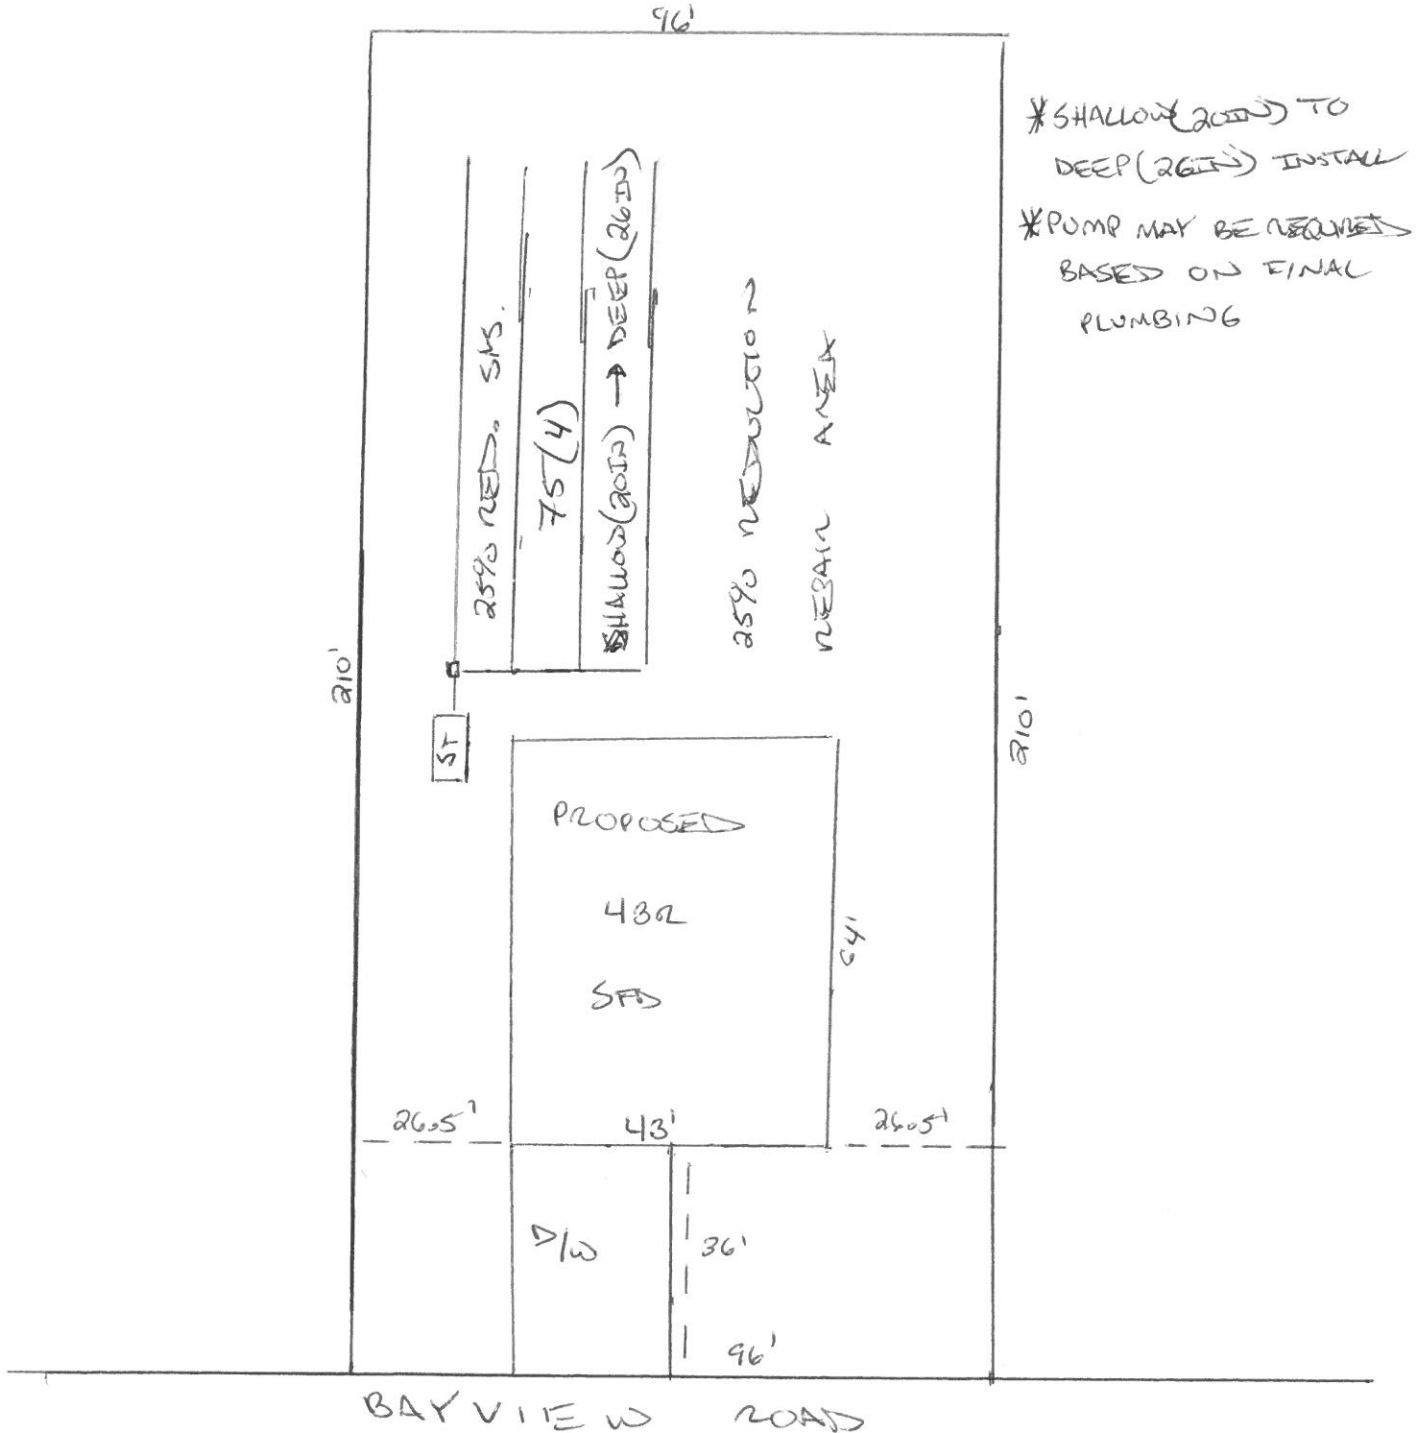 96'
*SHALLOW(20IN) TO
DEEP(26IN) INSTALL
*PUMP MAY BE REQUIRED
BASED ON FINAL
PLUMBING
25% RED. SYS.
75(4)
SHALLOW(20IN) → DEEP(26IN)
25% REDUCTION
REPAIR AREA
210'
210'
ST
PROPOSED
4BR
SFD
64'
26.5'
43'
26.5'
D/W
36'
96'
BAYVIEW ROAD